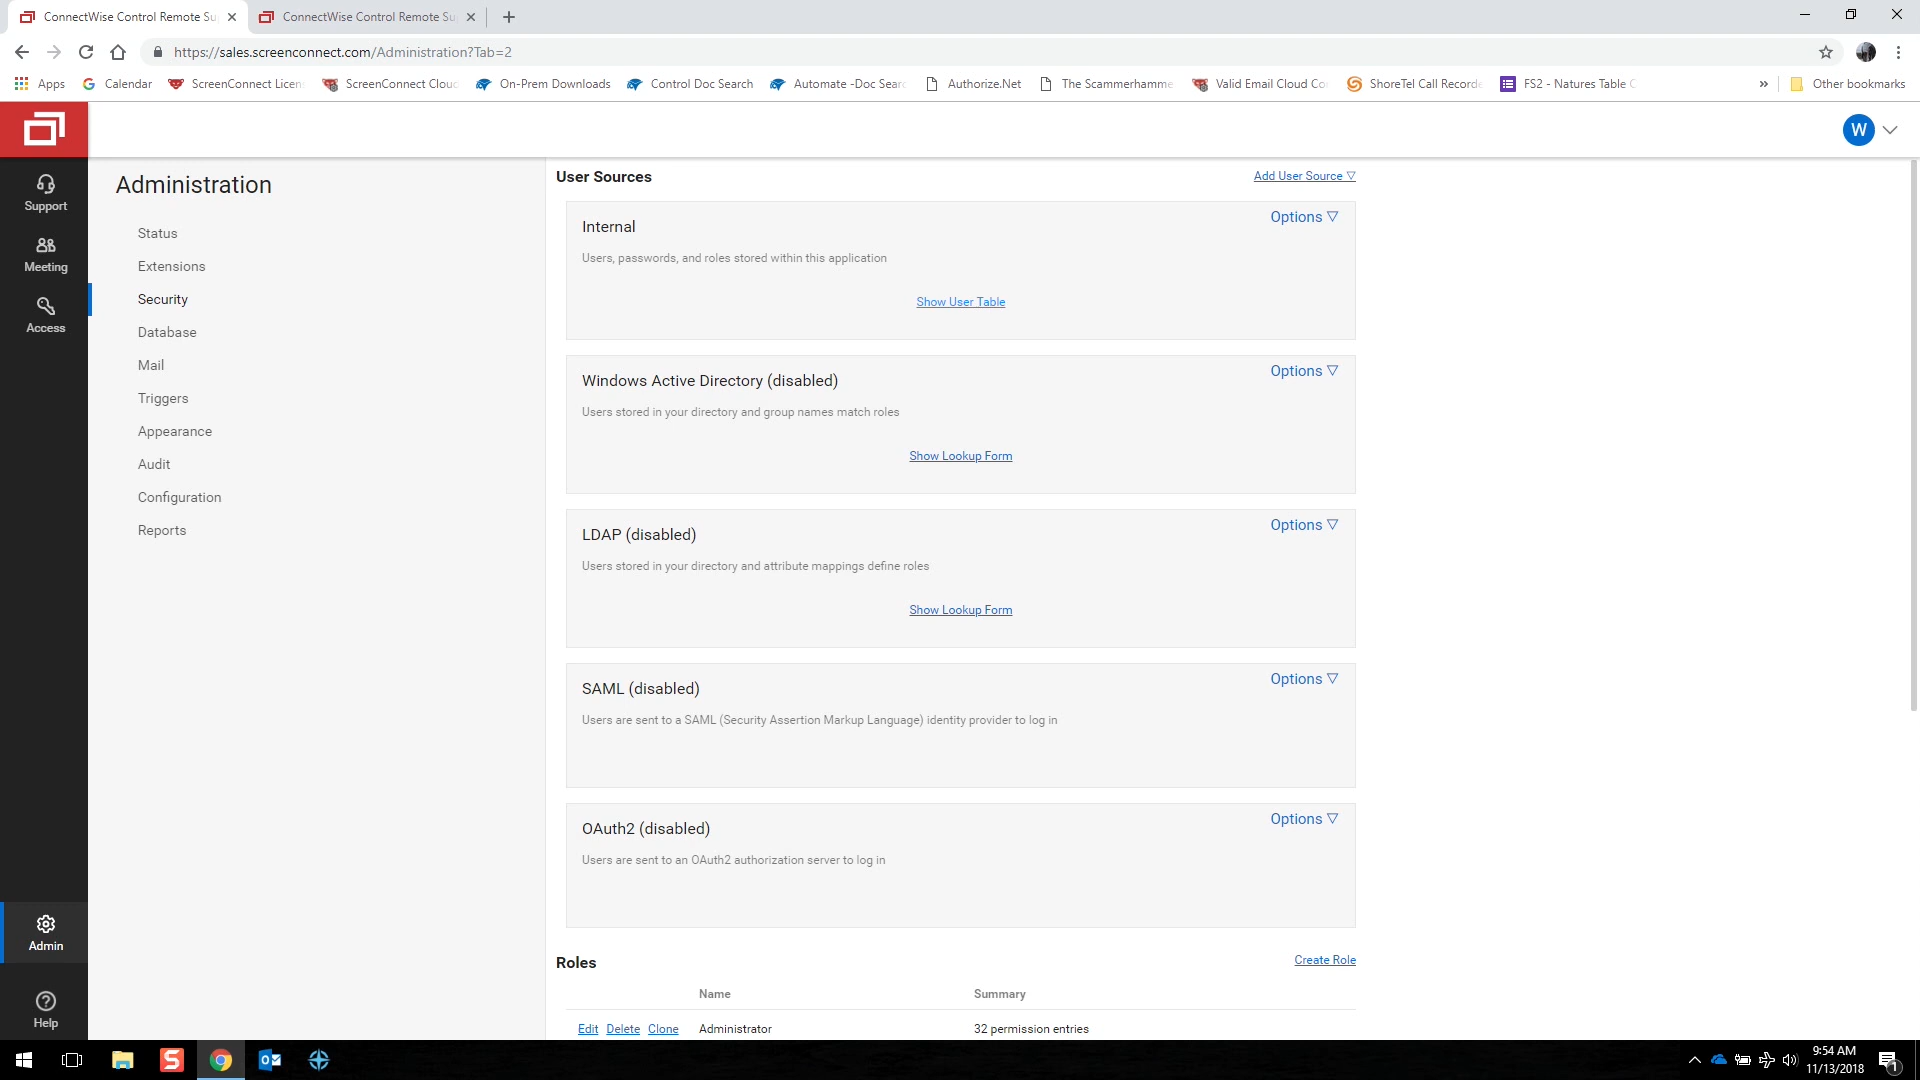 ConnectWise Control Remote Su
ConnectWise Control Remote Su
https://sales.screenconnect.com/Administration?Tab=2
Apps
Calendar
ScreenConnect Licen
ScreenConnect Clou
On-Prem Downloads
Control Doc Search
Automate -Doc Sear
Authorize.Net
The Scammerhamme
Valid Email Cloud Co
ShoreTel Call Record
FS2 - Natures Table C
»
Other bookmarks
W
Support
Meeting
Access
Admin
Help
Administration
Status
Extensions
Security
Database
Mail
Triggers
Appearance
Audit
Configuration
Reports
User Sources
Add User Source ▽
Internal
Options ▽
Users, passwords, and roles stored within this application
Show User Table
Windows Active Directory (disabled)
Options ▽
Users stored in your directory and group names match roles
Show Lookup Form
LDAP (disabled)
Options ▽
Users stored in your directory and attribute mappings define roles
Show Lookup Form
SAML (disabled)
Options ▽
Users are sent to a SAML (Security Assertion Markup Language) identity provider to log in
OAuth2 (disabled)
Options ▽
Users are sent to an OAuth2 authorization server to log in
Roles
Create Role
Name Summary
Edit Delete Clone Administrator 32 permission entries
9:54 AM
11/13/2018
1